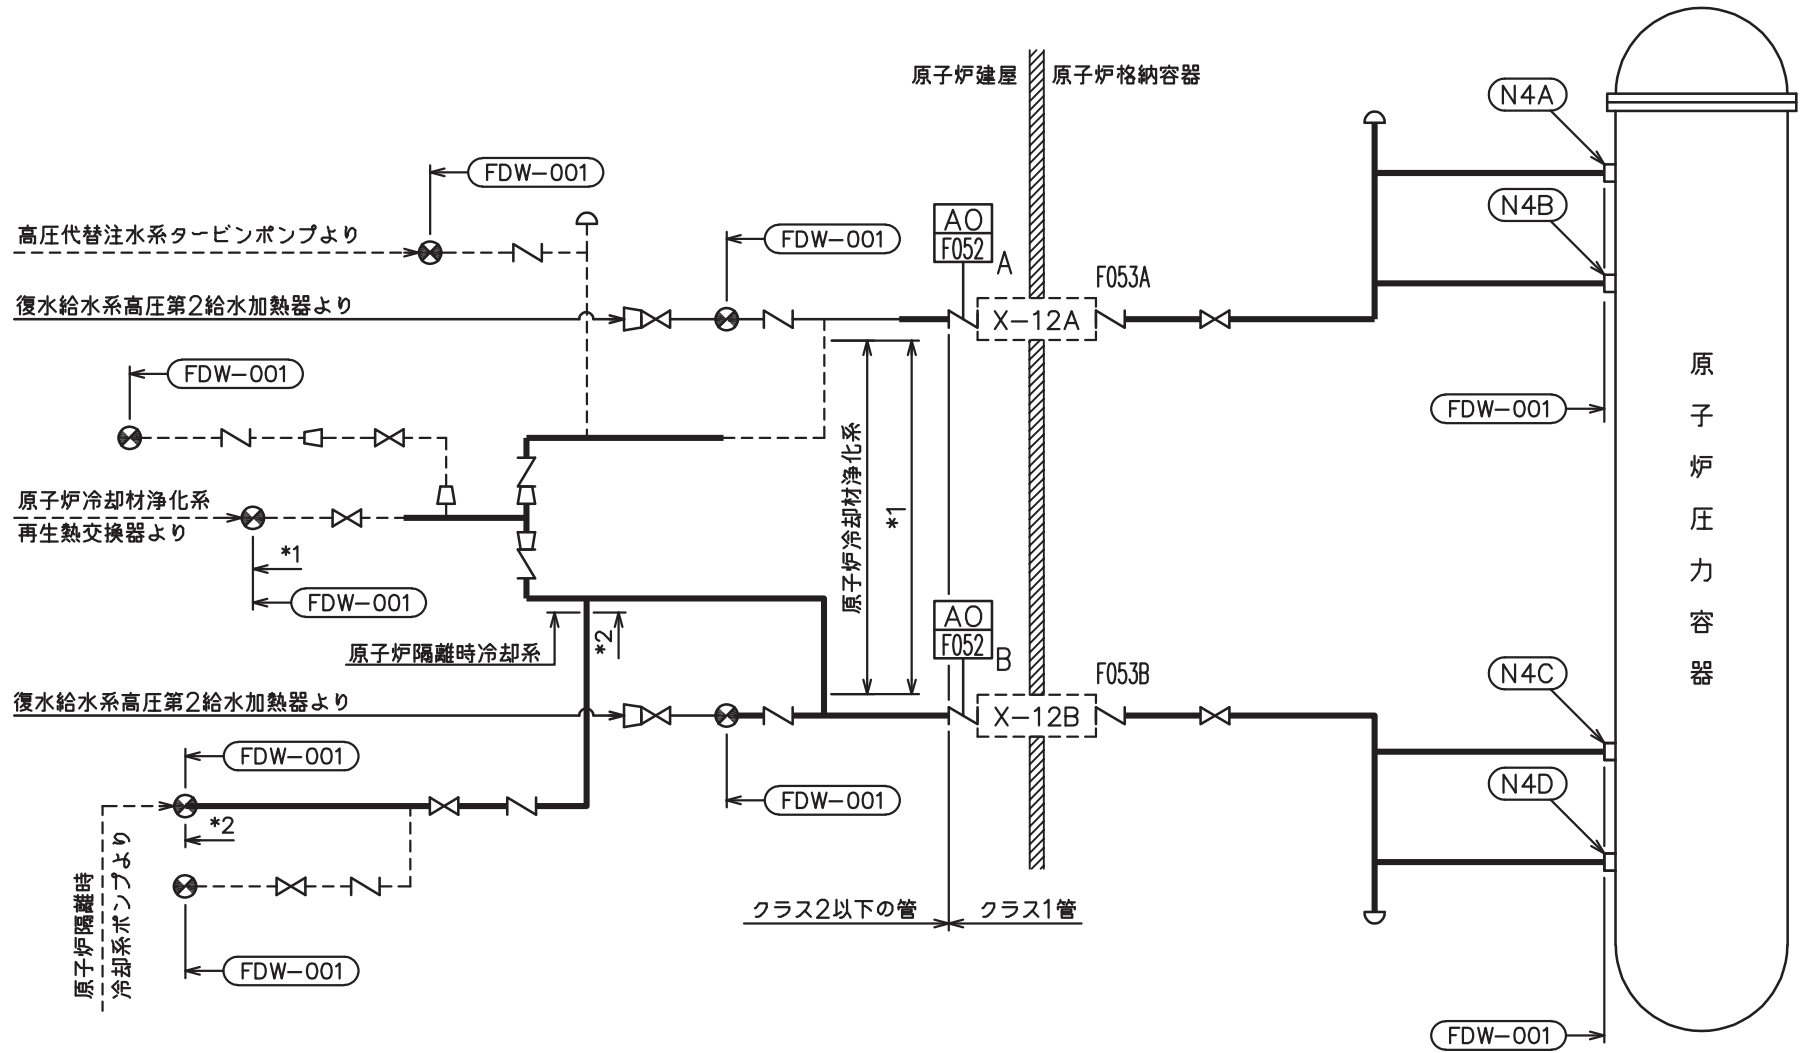 原子炉建屋
原子炉格納容器
N4A
FDW-001
高圧代替注水系タービンポンプより
N4B
AO
F052
A
FDW-001
F053A
復水給水系高圧第2給水加熱器より
X-12A
FDW-001
FDW-001
原子炉圧力容器
原子炉冷却材浄化系
*1
原子炉冷却材浄化系
再生熱交換器より
*1
FDW-001
原子炉隔離時冷却系
*2
AO
F052
B
F053B
N4C
復水給水系高圧第2給水加熱器より
X-12B
FDW-001
N4D
FDW-001
*2
原子炉隔離時
冷却系ポンプより
クラス2以下の管
クラス1管
FDW-001
FDW-001